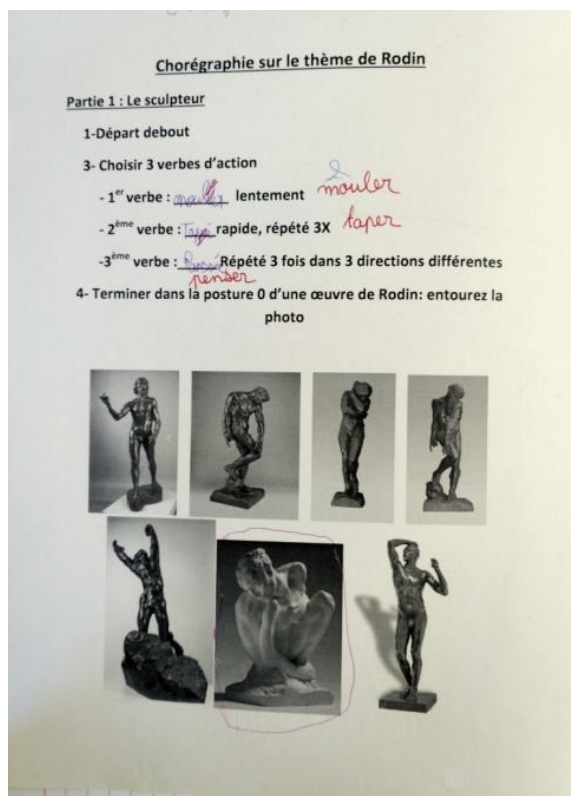 Chorégraphie sur le thème de Rodin
Partie 1 : Le sculpteur
1-Départ debout
3- Choisir 3 verbes d'action
- 1er verbe : lentement mouler
- 2ème verbe : rapide, répété 3X taper
-3ème verbe : Répété 3 fois dans 3 directions différentes
penser
4- Terminer dans la posture 0 d'une œuvre de Rodin: entourez la
photo